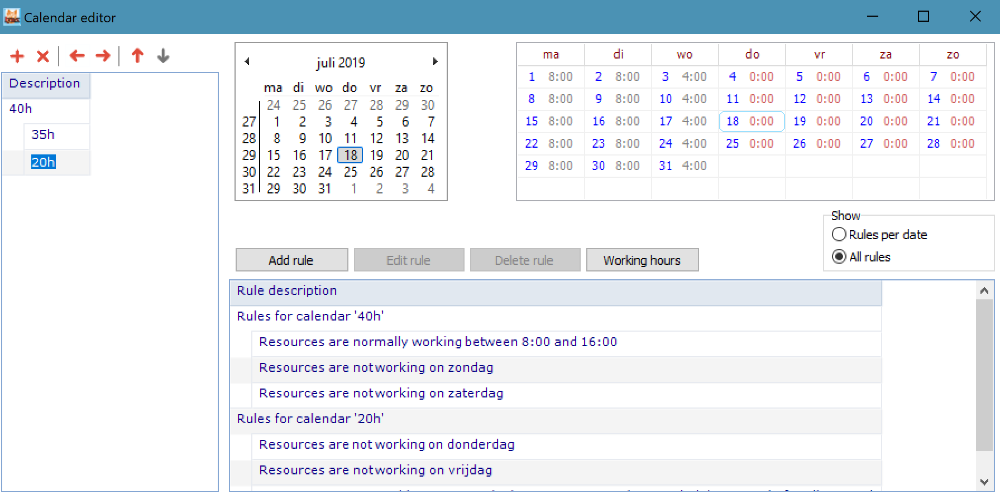 Calendar editor
Description
40h
35h
20h
juli 2019
ma di wo do vr za zo
24 25 26 27 28 29 30
27 1 2 3 4 5 6 7
28 8 9 10 11 12 13 14
29 15 16 17 18 19 20 21
30 22 23 24 25 26 27 28
31 29 30 31 1 2 3 4
ma di wo do vr za zo
1 8:00 2 8:00 3 4:00 4 0:00 5 0:00 6 0:00 7 0:00
8 8:00 9 8:00 10 4:00 11 0:00 12 0:00 13 0:00 14 0:00
15 8:00 16 8:00 17 4:00 18 0:00 19 0:00 20 0:00 21 0:00
22 8:00 23 8:00 24 4:00 25 0:00 26 0:00 27 0:00 28 0:00
29 8:00 30 8:00 31 4:00
Show
Rules per date
All rules
Add rule Edit rule Delete rule Working hours
Rule description
Rules for calendar '40h'
Resources are normally working between 8:00 and 16:00
Resources are not working on zondag
Resources are not working on zaterdag
Rules for calendar '20h'
Resources are not working on donderdag
Resources are not working on vrijdag